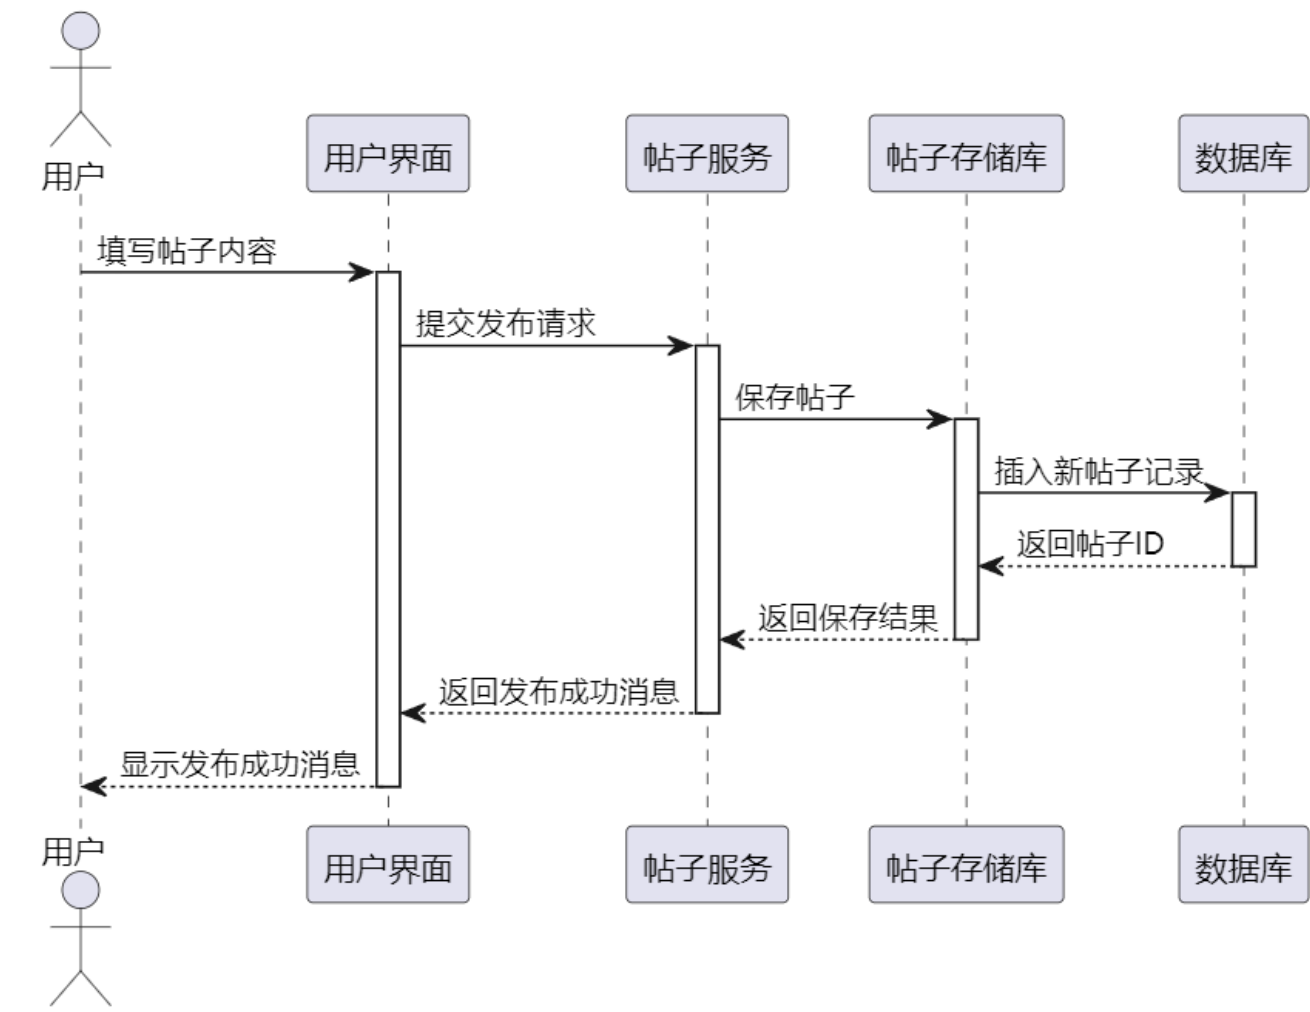 用户
用户界面
帖子服务
帖子存储库
数据库
填写帖子内容
提交发布请求
保存帖子
插入新帖子记录
返回帖子ID
返回保存结果
返回发布成功消息
显示发布成功消息
用户
用户界面
帖子服务
帖子存储库
数据库